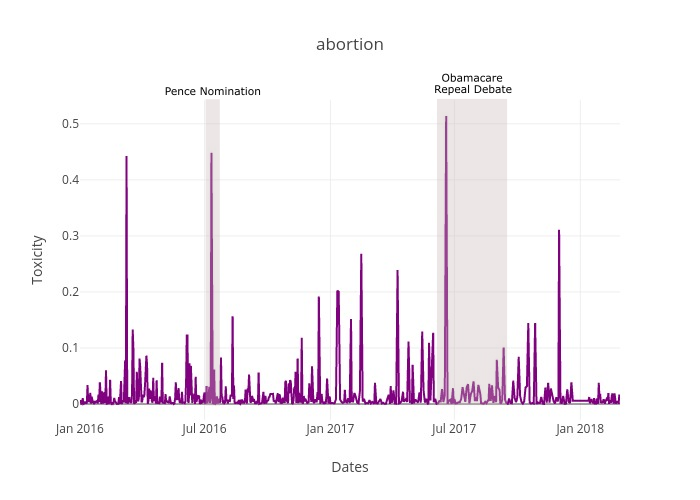 abortion
Pence Nomination
Obamacare
Repeal Debate
Toxicity
0.5
0.4
0.3
0.2
0.1
0
Jan 2016
Jul 2016
Jan 2017
Jul 2017
Jan 2018
Dates